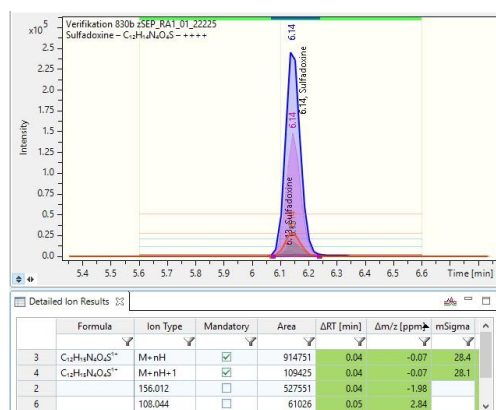 x10⁵
Verifikation 830b zSEP_RA1_01_22225
Sulfadoxine – C₁₂H₁₄N₄O₄S – ++++
6.14
6.14, Sulfadoxine
6.14
Sulfadoxine
Intensity
2.5
2.25
2.0
1.75
1.5
1.25
1.0
0.75
0.5
0.25
0.0
5.4 5.5 5.6 5.7 5.8 5.9 6.0 6.1 6.2 6.3 6.4 6.5 6.6 Time [min]
Detailed Ion Results
Formula Ion Type Mandatory Area ΔRT [min] Δm/z [ppm] mSigma
3 C₁₂H₁₅N₄O₄S¹⁺ M+nH 914751 0.04 -0.07 28.4
4 C₁₂H₁₅N₄O₄S¹⁺ M+nH+1 109425 0.04 -0.07 28.1
2 156.012 527551 0.04 -1.98
6 108.044 61026 0.05 2.84